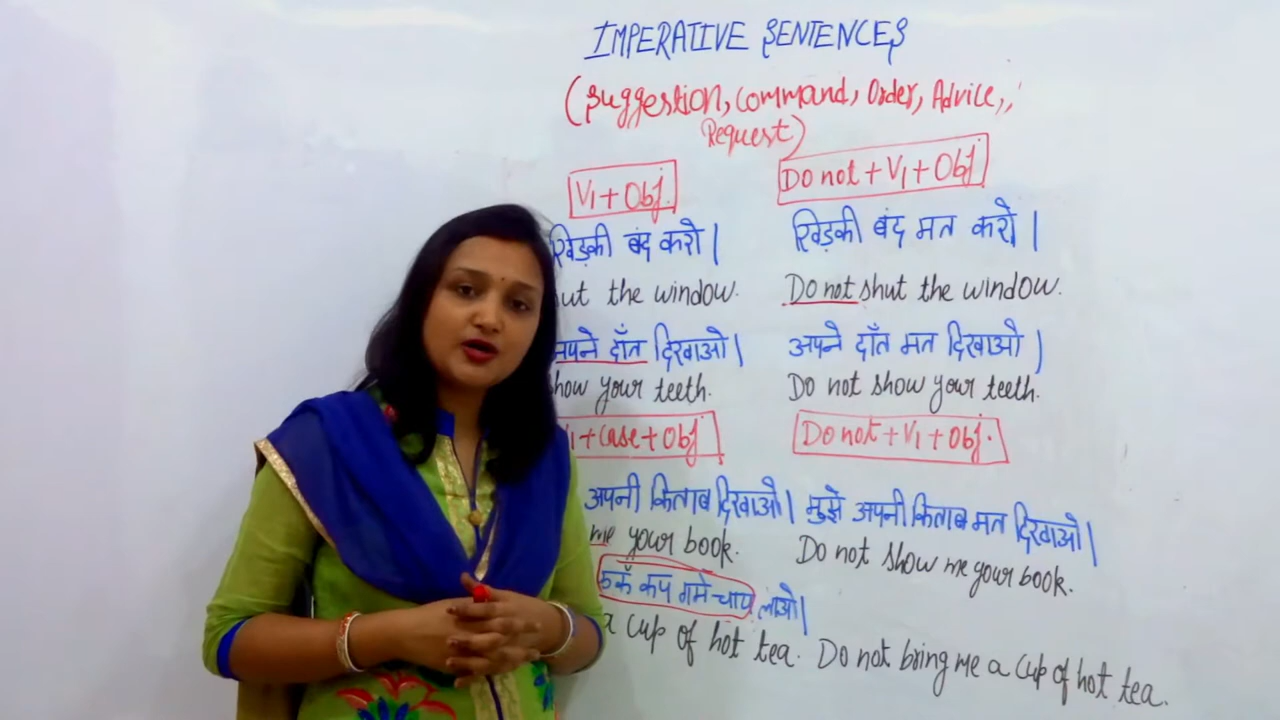 IMPERATIVE SENTENCES
(Suggestion, Command, Order, Advice,,
Request)
V1 + Obj.
Do not + V1 + Obj
खिड़की बंद करो|
खिड़की बंद मत करो|
ut the window.
Do not shut the window.
अपने दाँत दिखाओ|
अपने दाँत मत दिखाओ|
how your teeth.
Do not show your teeth.
V1 + Case + Obj
Do not + V1 + Obj.
अपनी किताब दिखाओ|
मुझे अपनी किताब मत दिखाओ|
me your book.
Do not show me your book.
कप गर्म चाय लाओ|
a cup of hot tea.
Do not bring me a cup of hot tea.